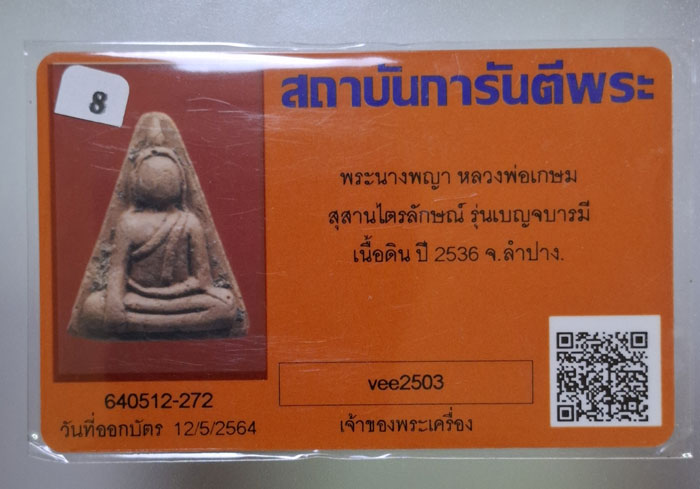 8
สถาบันการันตีพระ
พระนางพญา หลวงพ่อเกษม
สุสานไตรลักษณ์ รุ่นเบญจบารมี
เนื้อดิน ปี 2536 จ.ลำปาง.
640512-272
วันที่ออกบัตร 12/5/2564
vee2503
เจ้าของพระเครื่อง